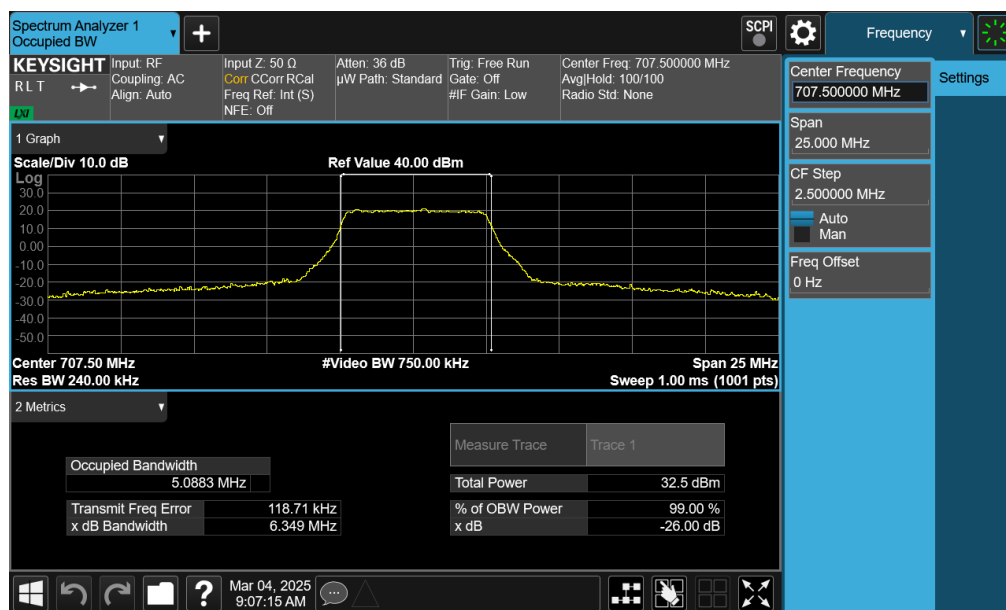 Spectrum Analyzer 1
Occupied BW
+
SCPI
Frequency
KEYSIGHT
R L T
LXI
Input: RF
Coupling: AC
Align: Auto
Input Z: 50 Ω
Corr CCorr RCal
Freq Ref: Int (S)
NFE: Off
Atten: 36 dB
µW Path: Standard
Trig: Free Run
Gate: Off
#IF Gain: Low
Center Freq: 707.500000 MHz
Avg|Hold: 100/100
Radio Std: None
1 Graph
Scale/Div 10.0 dB
Ref Value 40.00 dBm
Log
30.0
20.0
10.0
0.00
-10.0
-20.0
-30.0
-40.0
-50.0
Center 707.50 MHz
#Video BW 750.00 kHz
Span 25 MHz
Res BW 240.00 kHz
Sweep 1.00 ms (1001 pts)
2 Metrics
Measure Trace
Trace 1
Occupied Bandwidth
5.0883 MHz
Total Power
32.5 dBm
Transmit Freq Error
118.71 kHz
% of OBW Power
99.00 %
x dB Bandwidth
6.349 MHz
x dB
-26.00 dB
Center Frequency
707.500000 MHz
Settings
Span
25.000 MHz
CF Step
2.500000 MHz
Auto
Man
Freq Offset
0 Hz
?
Mar 04, 2025
9:07:15 AM